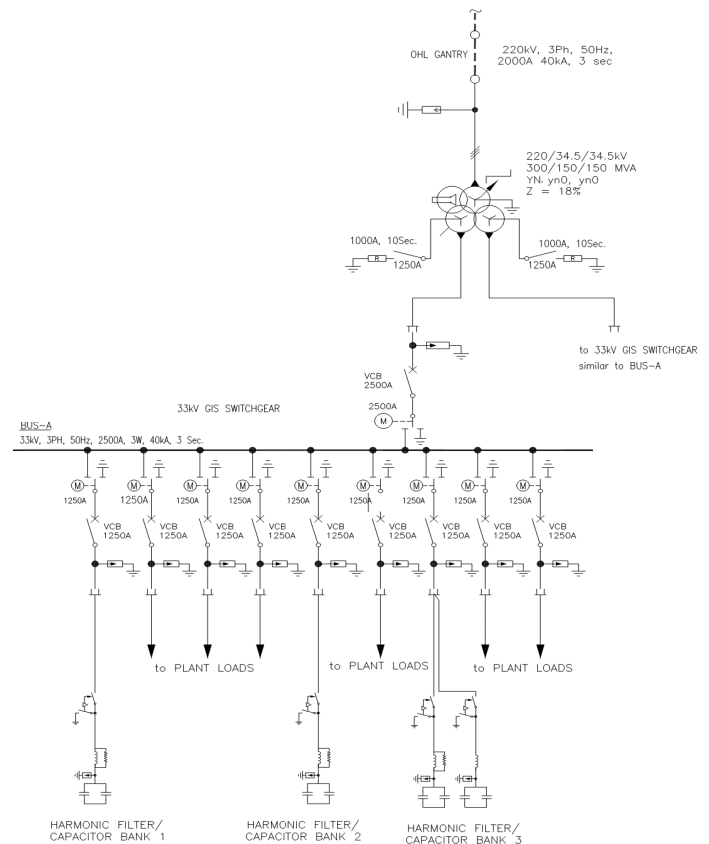 OHL GANTRY
220kV, 3Ph, 50Hz,
2000A 40kA, 3 sec
220/34.5/34.5kV
300/150/150 MVA
YN. yn0, yn0
Z = 18%
1000A, 10Sec.
R
1250A
1000A, 10Sec.
1250A
R
to 33kV GIS SWITCHGEAR
similar to BUS-A
VCB
2500A
2500A
M
33kV GIS SWITCHGEAR
BUS-A
33kV, 3PH, 50Hz, 2500A, 3W, 40kA, 3 Sec.
M
M
M
M
M
M
M
M
M
1250A
1250A
1250A
1250A
1250A
1250A
1250A
1250A
1250A
VCB
1250A
VCB
1250A
VCB
1250A
VCB
1250A
VCB
1250A
VCB
1250A
VCB
1250A
VCB
1250A
VCB
1250A
to PLANT LOADS
to PLANT LOADS
to PLANT LOADS
HARMONIC FILTER/
CAPACITOR BANK 1
HARMONIC FILTER/
CAPACITOR BANK 2
HARMONIC FILTER/
CAPACITOR BANK 3